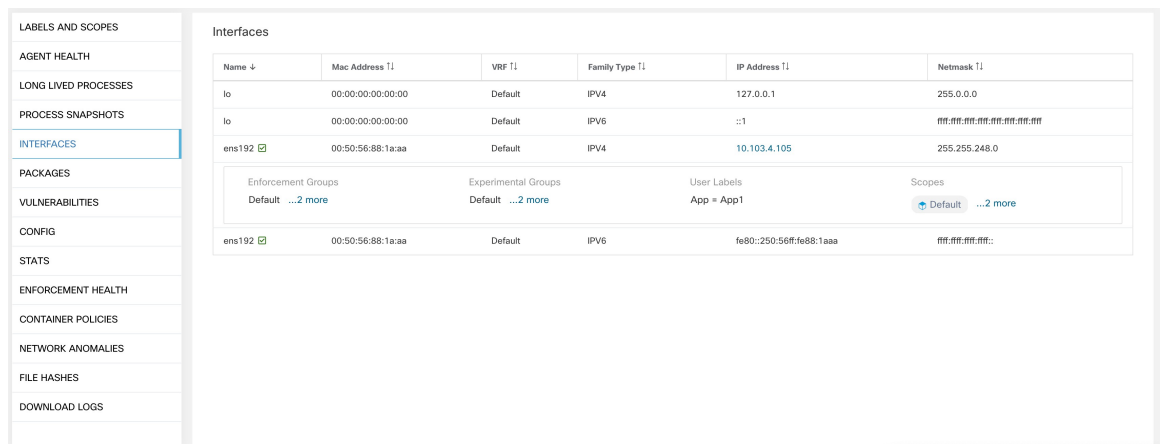 LABELS AND SCOPES
AGENT HEALTH
LONG LIVED PROCESSES
PROCESS SNAPSHOTS
INTERFACES
PACKAGES
VULNERABILITIES
CONFIG
STATS
ENFORCEMENT HEALTH
CONTAINER POLICIES
NETWORK ANOMALIES
FILE HASHES
DOWNLOAD LOGS
Interfaces
Name ↓ Mac Address ↑↓ VRF ↑↓ Family Type ↑↓ IP Address ↑↓ Netmask ↑↓
lo 00:00:00:00:00:00 Default IPV4 127.0.0.1 255.0.0.0
lo 00:00:00:00:00:00 Default IPV6 ::1 ffff:ffff:ffff:ffff:ffff:ffff:ffff:ffff
ens192 00:50:56:88:1a:aa Default IPV4 10.103.4.105 255.255.248.0
Enforcement Groups Experimental Groups User Labels Scopes
Default ...2 more Default ...2 more App = App1 Default ...2 more
ens192 00:50:56:88:1a:aa Default IPV6 fe80::250:56ff:fe88:1aaa ffff:ffff:ffff:ffff::